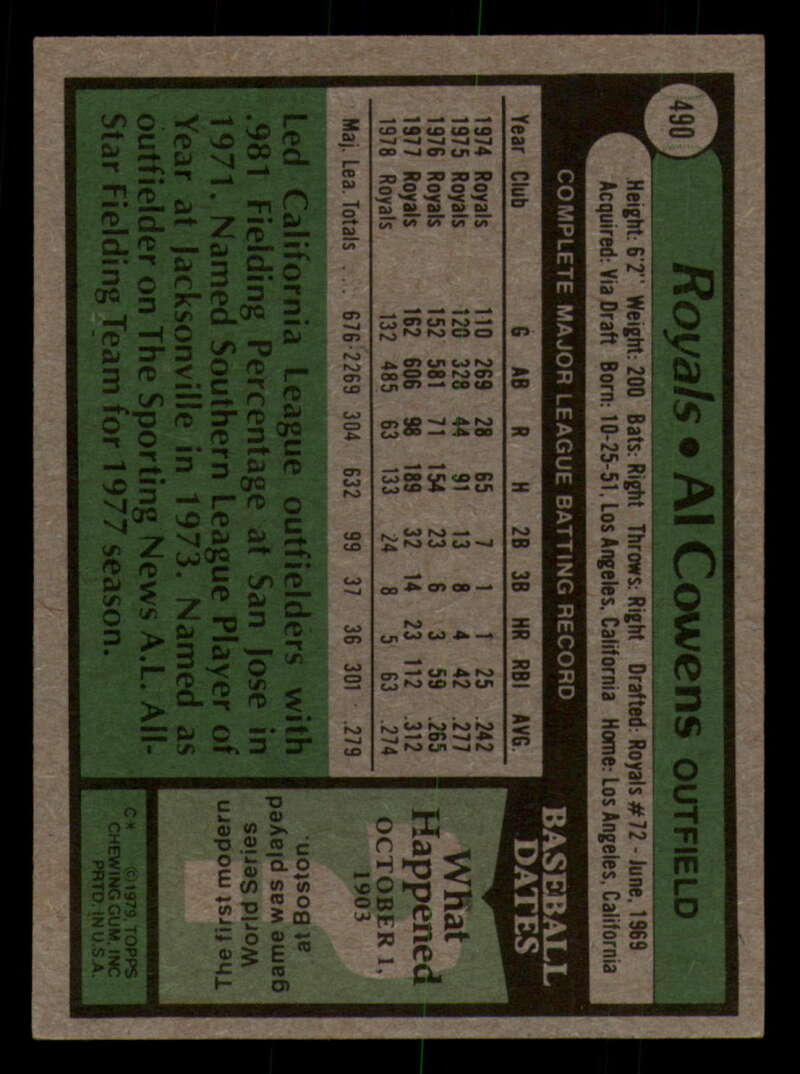 490
Royals • Al Cowens OUTFIELD
Height: 6'2" Weight: 200 Bats: Right Throws: Right Drafted: Royals #72 - June, 1969
Acquired: Via Draft Born: 10-25-51, Los Angeles, California Home: Los Angeles, California
COMPLETE MAJOR LEAGUE BATTING RECORD
Year Club G AB R H 2B 3B HR RBI AVG.
1974 Royals 110 269 28 65 7 1 1 25 .242
1975 Royals 120 328 44 91 13 8 4 42 .277
1976 Royals 152 581 71 154 23 6 3 59 .265
1977 Royals 162 606 98 189 32 14 23 112 .312
1978 Royals 132 485 63 133 24 8 5 63 .274
Maj. Lea. Totals .... 676 2269 304 632 99 37 36 301 .279
Led California League outfielders with
.981 Fielding Percentage at San Jose in
1971. Named Southern League Player of
Year at Jacksonville in 1973. Named as
outfielder on The Sporting News A.L. All-
Star Fielding Team for 1977 season.
BASEBALL
DATES
What
Happened
OCTOBER 1,
1903
The first modern
World Series
game was played
at Boston.
C* ©1979 TOPPS
CHEWING GUM, INC
PRTD. IN U.S.A.